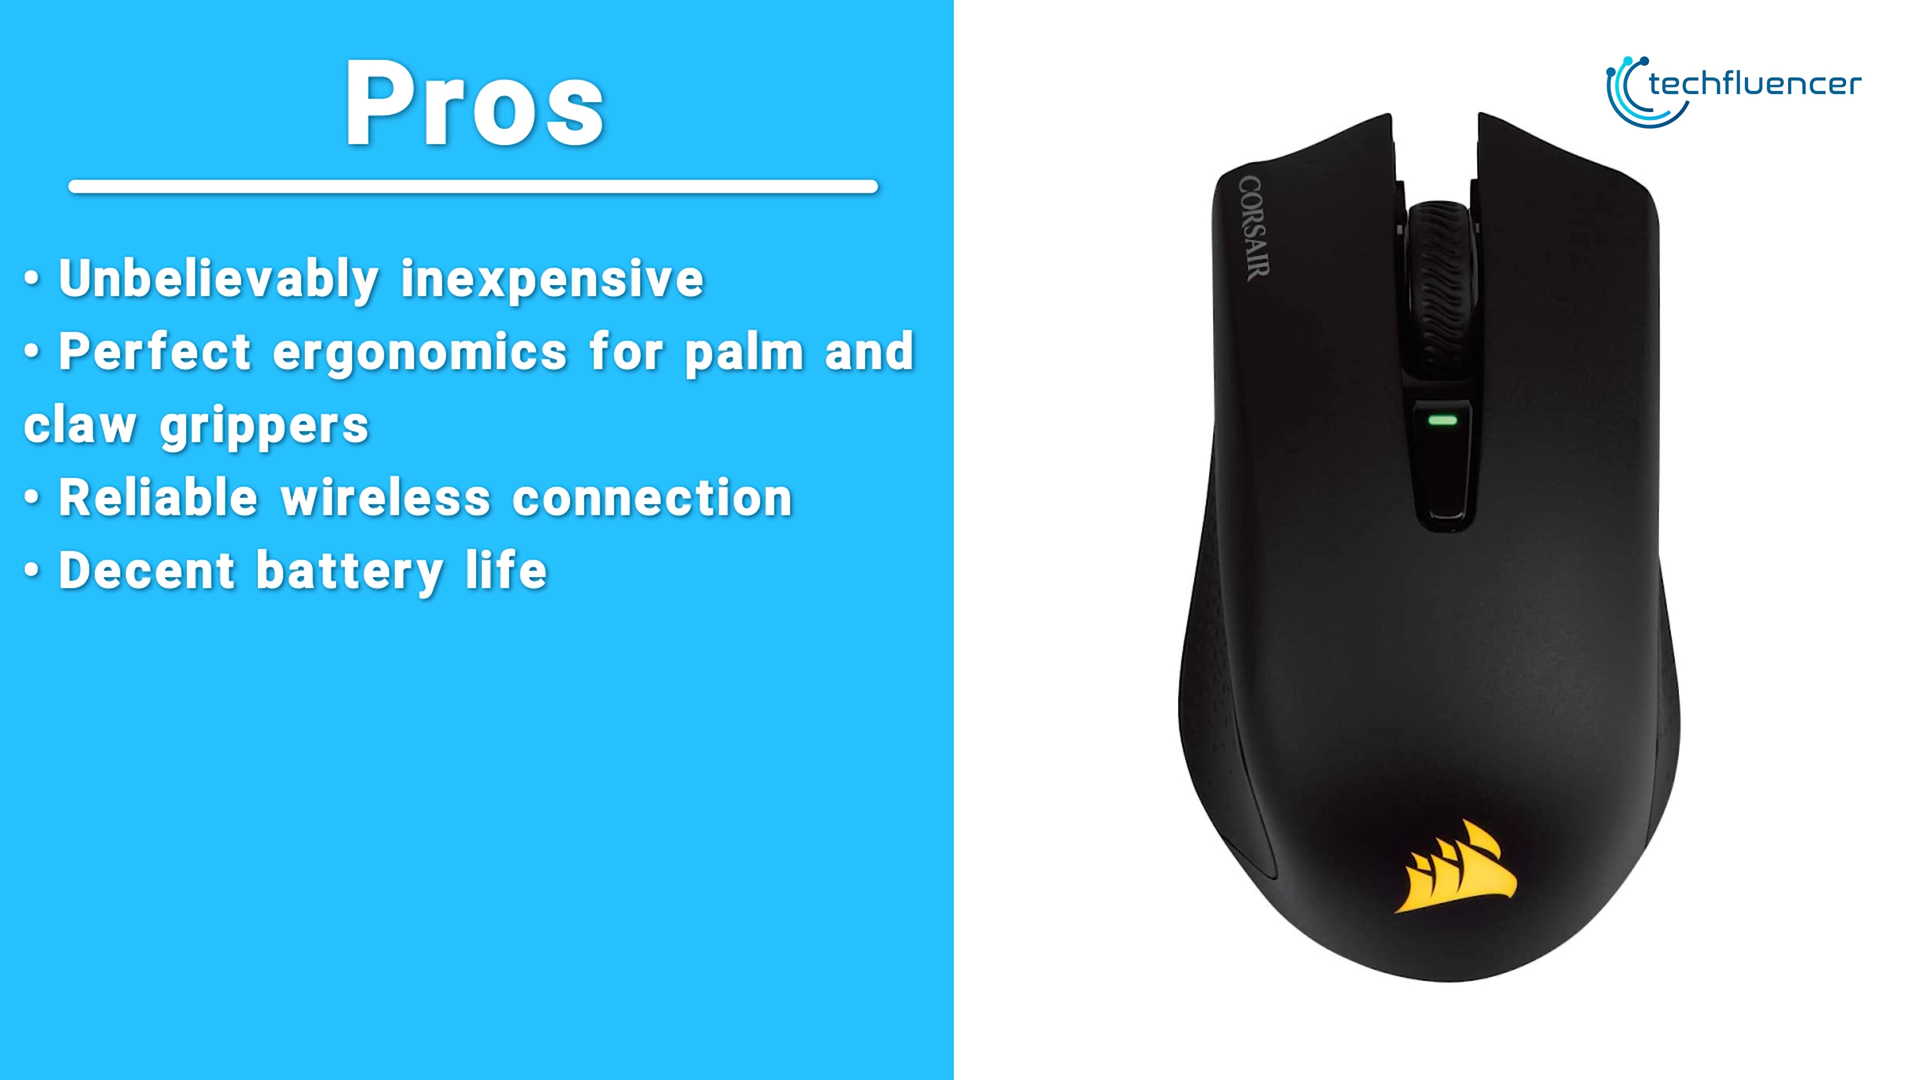 Pros
• Unbelievably inexpensive
• Perfect ergonomics for palm and
claw grippers
• Reliable wireless connection
• Decent battery life
techfluencer
CORSAIR